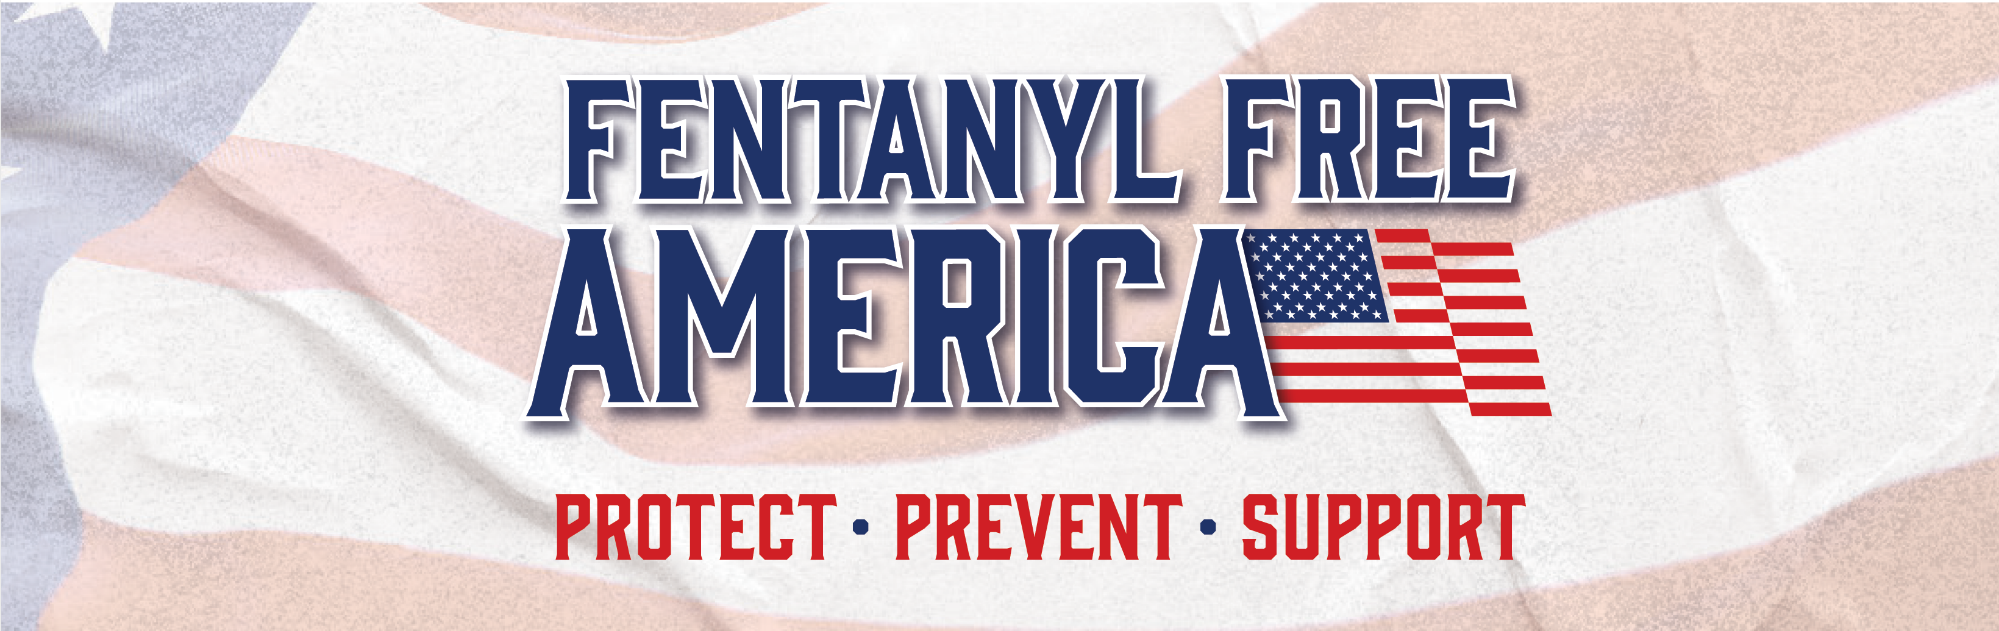 FENTANYL FREE
AMERICA
PROTECT • PREVENT • SUPPORT